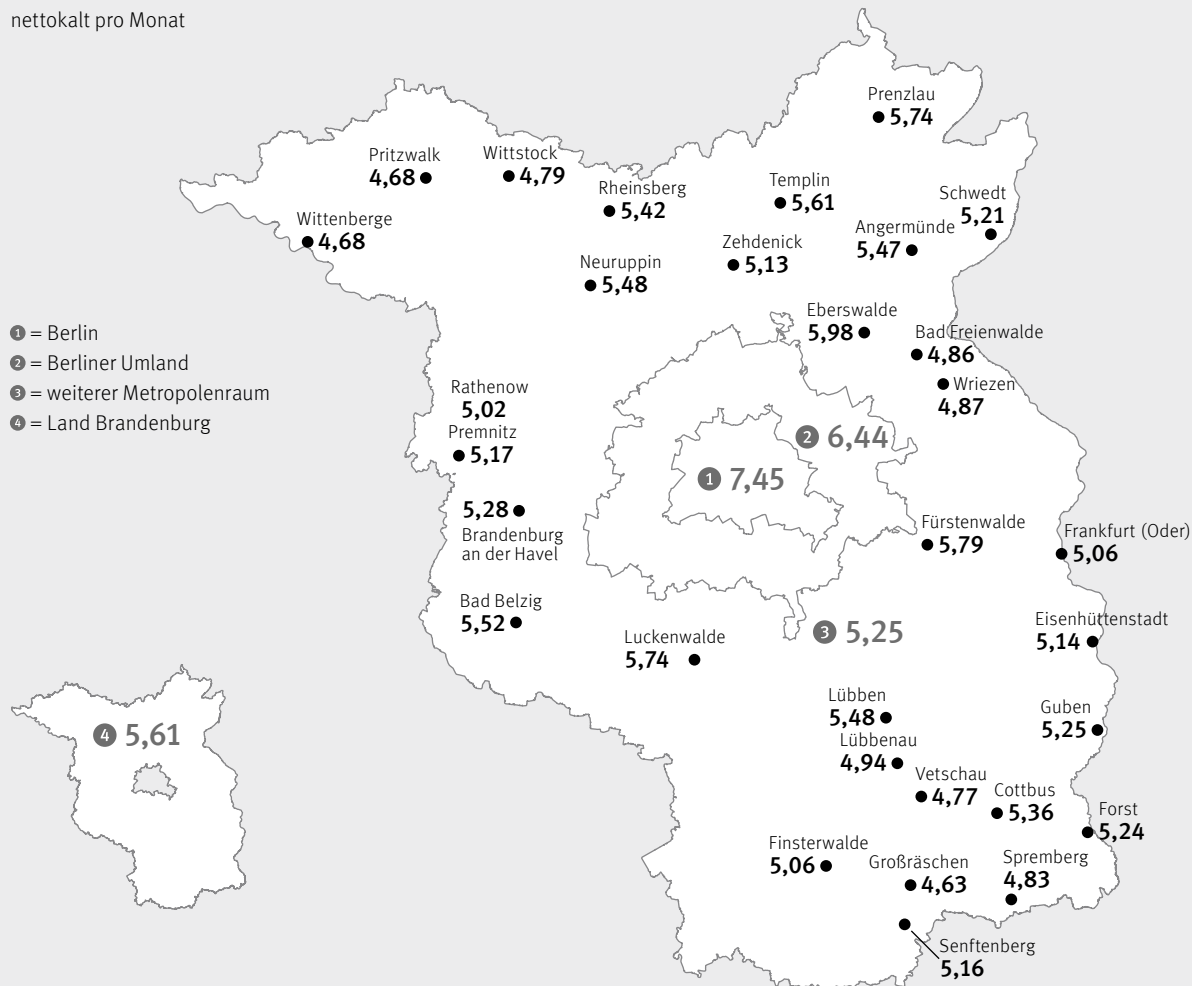 nettokalt pro Monat
Prenzlau
5,74
Pritzwalk
4,68
Wittstock
4,79
Rheinsberg
5,42
Templin
5,61
Schwedt
5,21
Wittenberge
4,68
Angermünde
5,47
Zehdenick
5,13
Neuruppin
5,48
Eberswalde
5,98
Bad Freienwalde
4,86
Wriezen
4,87
1 = Berlin
2 = Berliner Umland
3 = weiterer Metropolenraum
4 = Land Brandenburg
Rathenow
5,02
Premnitz
5,17
2 6,44
1 7,45
5,28
Brandenburg
an der Havel
Fürstenwalde
5,79
Frankfurt (Oder)
5,06
Bad Belzig
5,52
Luckenwalde
5,74
3 5,25
Eisenhüttenstadt
5,14
4 5,61
Lübben
5,48
Guben
5,25
Lübbenau
4,94
Vetschau
4,77
Cottbus
5,36
Forst
5,24
Finsterwalde
5,06
Großräschen
4,63
Spremberg
4,83
Senftenberg
5,16